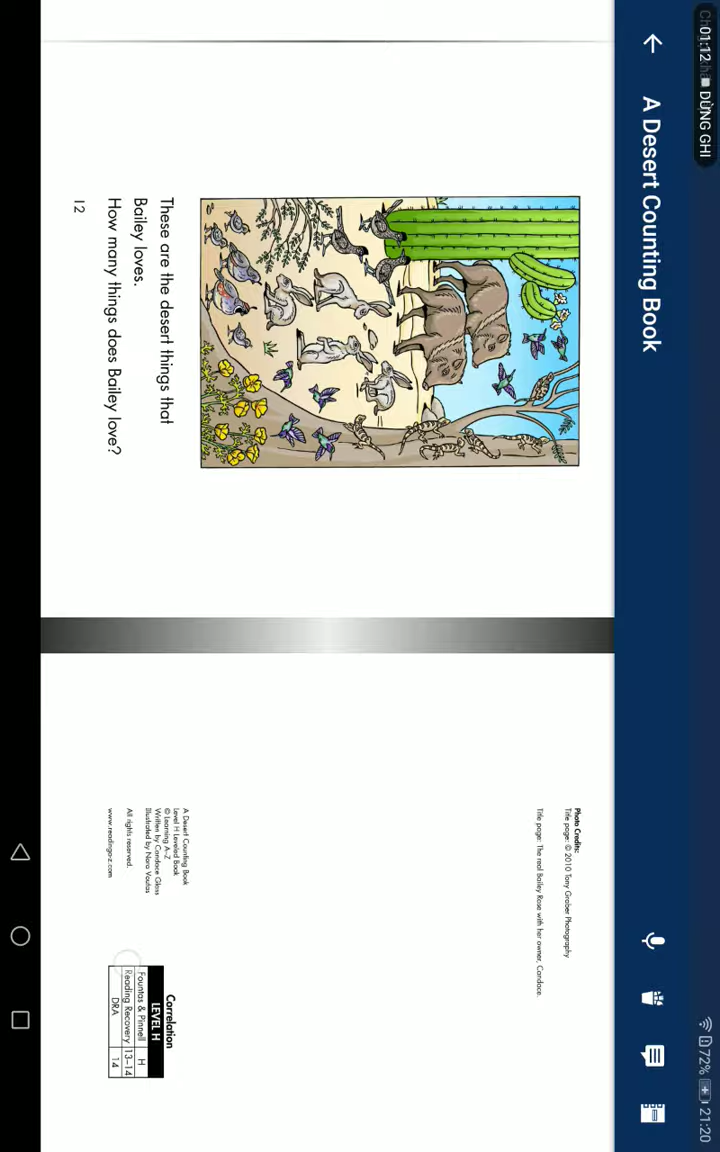 01:12 ■ DỪNG GHI
72% 21:20
A Desert Counting Book
These are the desert things that
Bailey loves.
How many things does Bailey love?
12
Photo Credits:
Title page: © 2010 Tony Grober Photography
Title page: The real Bailey Rose with her owner, Candace.
A Desert Counting Book
Level H Leveled Book
© Learning A–Z
Written by Candace Glass
Illustrated by Nora Voutas
All rights reserved.
www.readinga-z.com
Correlation
LEVEL H
Fountas & Pinnell H
Reading Recovery 13–14
DRA 14